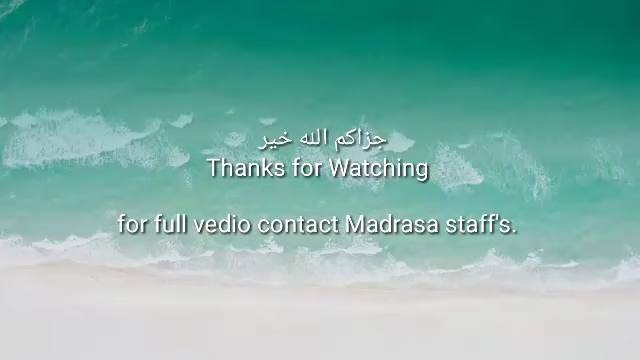 جزاكم الله خير
Thanks for Watching
for full vedio contact Madrasa staff's.